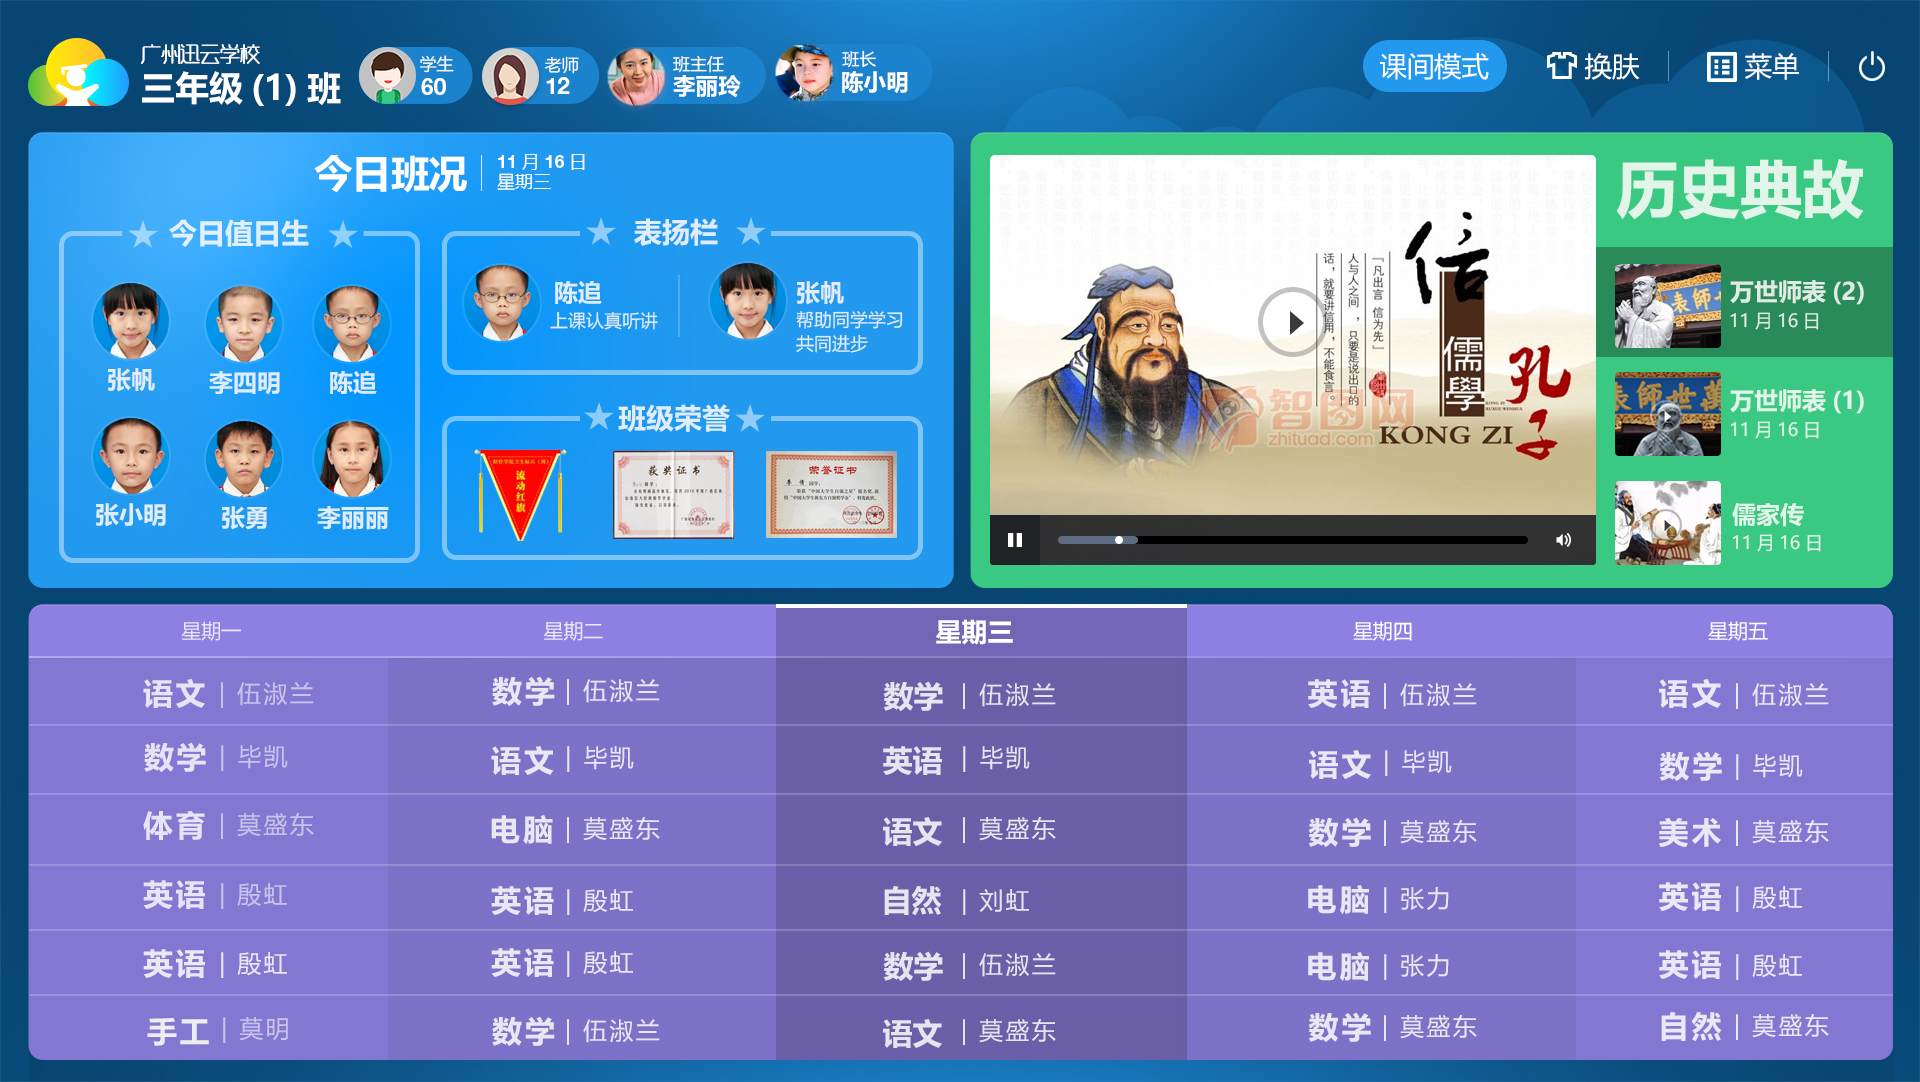 广州迅云学校
三年级 (1) 班
学生
60
老师
12
班主任
李丽玲
班长
陈小明
课间模式
换肤
菜单
今日班况
11 月 16 日
星期三
今日值日生
张帆
李四明
陈追
张小明
张勇
李丽丽
表扬栏
陈追
上课认真听讲
张帆
帮助同学学习
共同进步
班级荣誉
流动红旗
获奖证书
荣誉证书
信
『凡出言 信为先』
人与人之间，只要是说出口的
话，就要讲信用，不能食言。
儒學
孔子
KONG ZI
智图网
zhituad.com
历史典故
万世师表 (2)
11 月 16 日
万世师表 (1)
11 月 16 日
儒家传
11 月 16 日
星期一
星期二
星期三
星期四
星期五
语文 | 伍淑兰
数学 | 伍淑兰
数学 | 伍淑兰
英语 | 伍淑兰
语文 | 伍淑兰
数学 | 毕凯
语文 | 毕凯
英语 | 毕凯
语文 | 毕凯
数学 | 毕凯
体育 | 莫盛东
电脑 | 莫盛东
语文 | 莫盛东
数学 | 莫盛东
美术 | 莫盛东
英语 | 殷虹
英语 | 殷虹
自然 | 刘虹
电脑 | 张力
英语 | 殷虹
英语 | 殷虹
英语 | 殷虹
数学 | 伍淑兰
电脑 | 张力
英语 | 殷虹
手工 | 莫明
数学 | 伍淑兰
语文 | 莫盛东
数学 | 莫盛东
自然 | 莫盛东